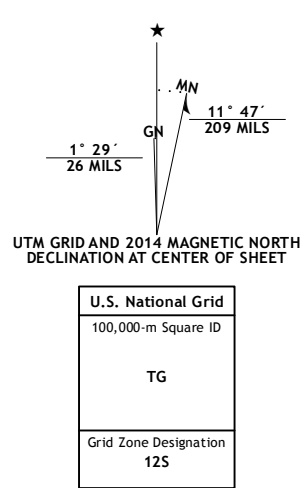 ★
MN
11° 47´
209 MILS
GN
1° 29´
26 MILS
UTM GRID AND 2014 MAGNETIC NORTH
DECLINATION AT CENTER OF SHEET
U.S. National Grid
100,000-m Square ID
TG
Grid Zone Designation
12S